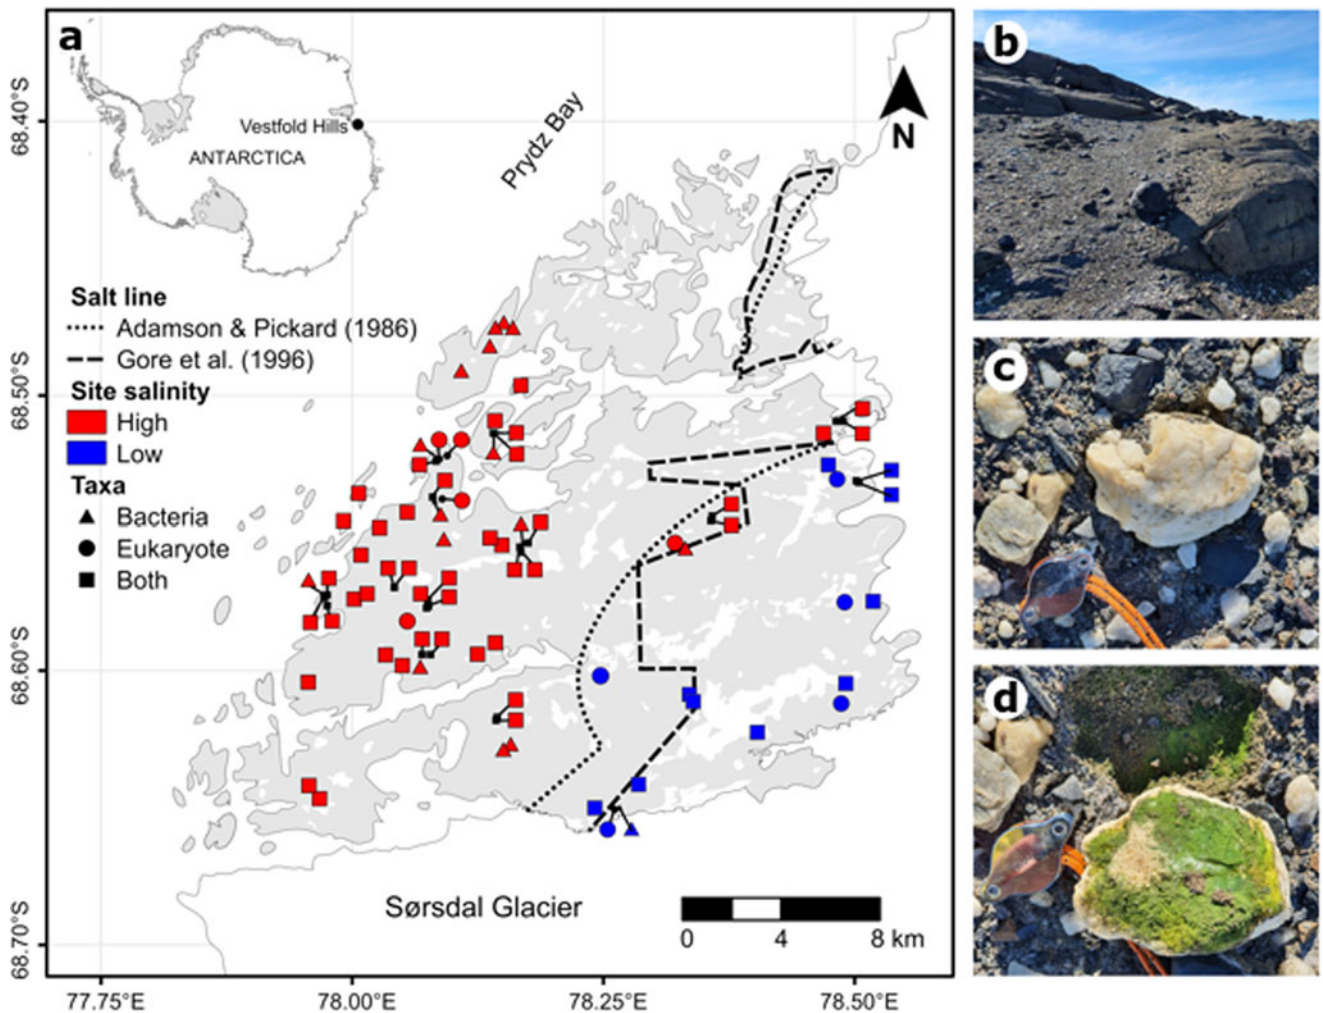 a
Vestfold Hills
ANTARCTICA
Prydz Bay
N
Salt line
Adamson & Pickard (1986)
Gore et al. (1996)
Site salinity
High
Low
Taxa
Bacteria
Eukaryote
Both
Sørsdal Glacier
0 4 8 km
68.40°S
68.50°S
68.60°S
68.70°S
77.75°E 78.00°E 78.25°E 78.50°E
b
c
d